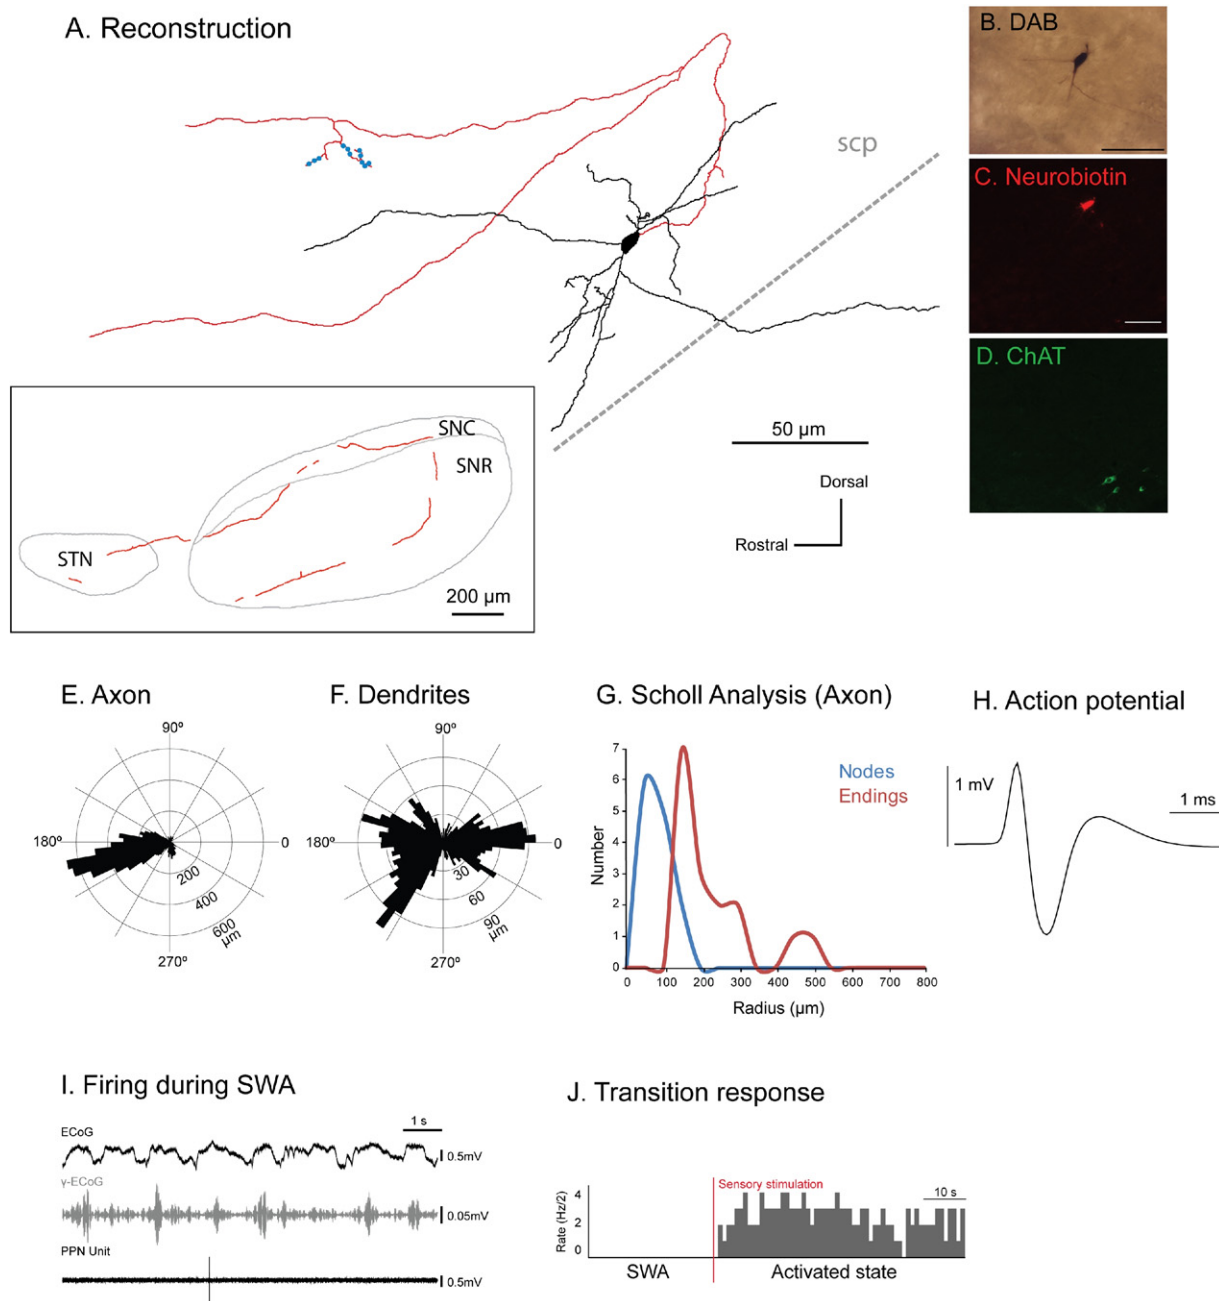 A. Reconstruction
scp
B. DAB
C. Neurobiotin
D. ChAT
50 µm
Dorsal
Rostral
SNC
SNR
STN
200 µm
E. Axon
90º
180º
0
200
400
600
µm
270º
F. Dendrites
90º
180º
0
30
60
90
µm
270º
G. Scholl Analysis (Axon)
Nodes
Endings
Number
7
6
5
4
3
2
1
0
0 100 200 300 400 500 600 700 800
Radius (µm)
H. Action potential
1 mV
1 ms
I. Firing during SWA
1 s
ECoG
0.5mV
γ-ECoG
0.05mV
PPN Unit
0.5mV
J. Transition response
Sensory stimulation
10 s
Rate (Hz/2)
4
2
0
SWA
Activated state